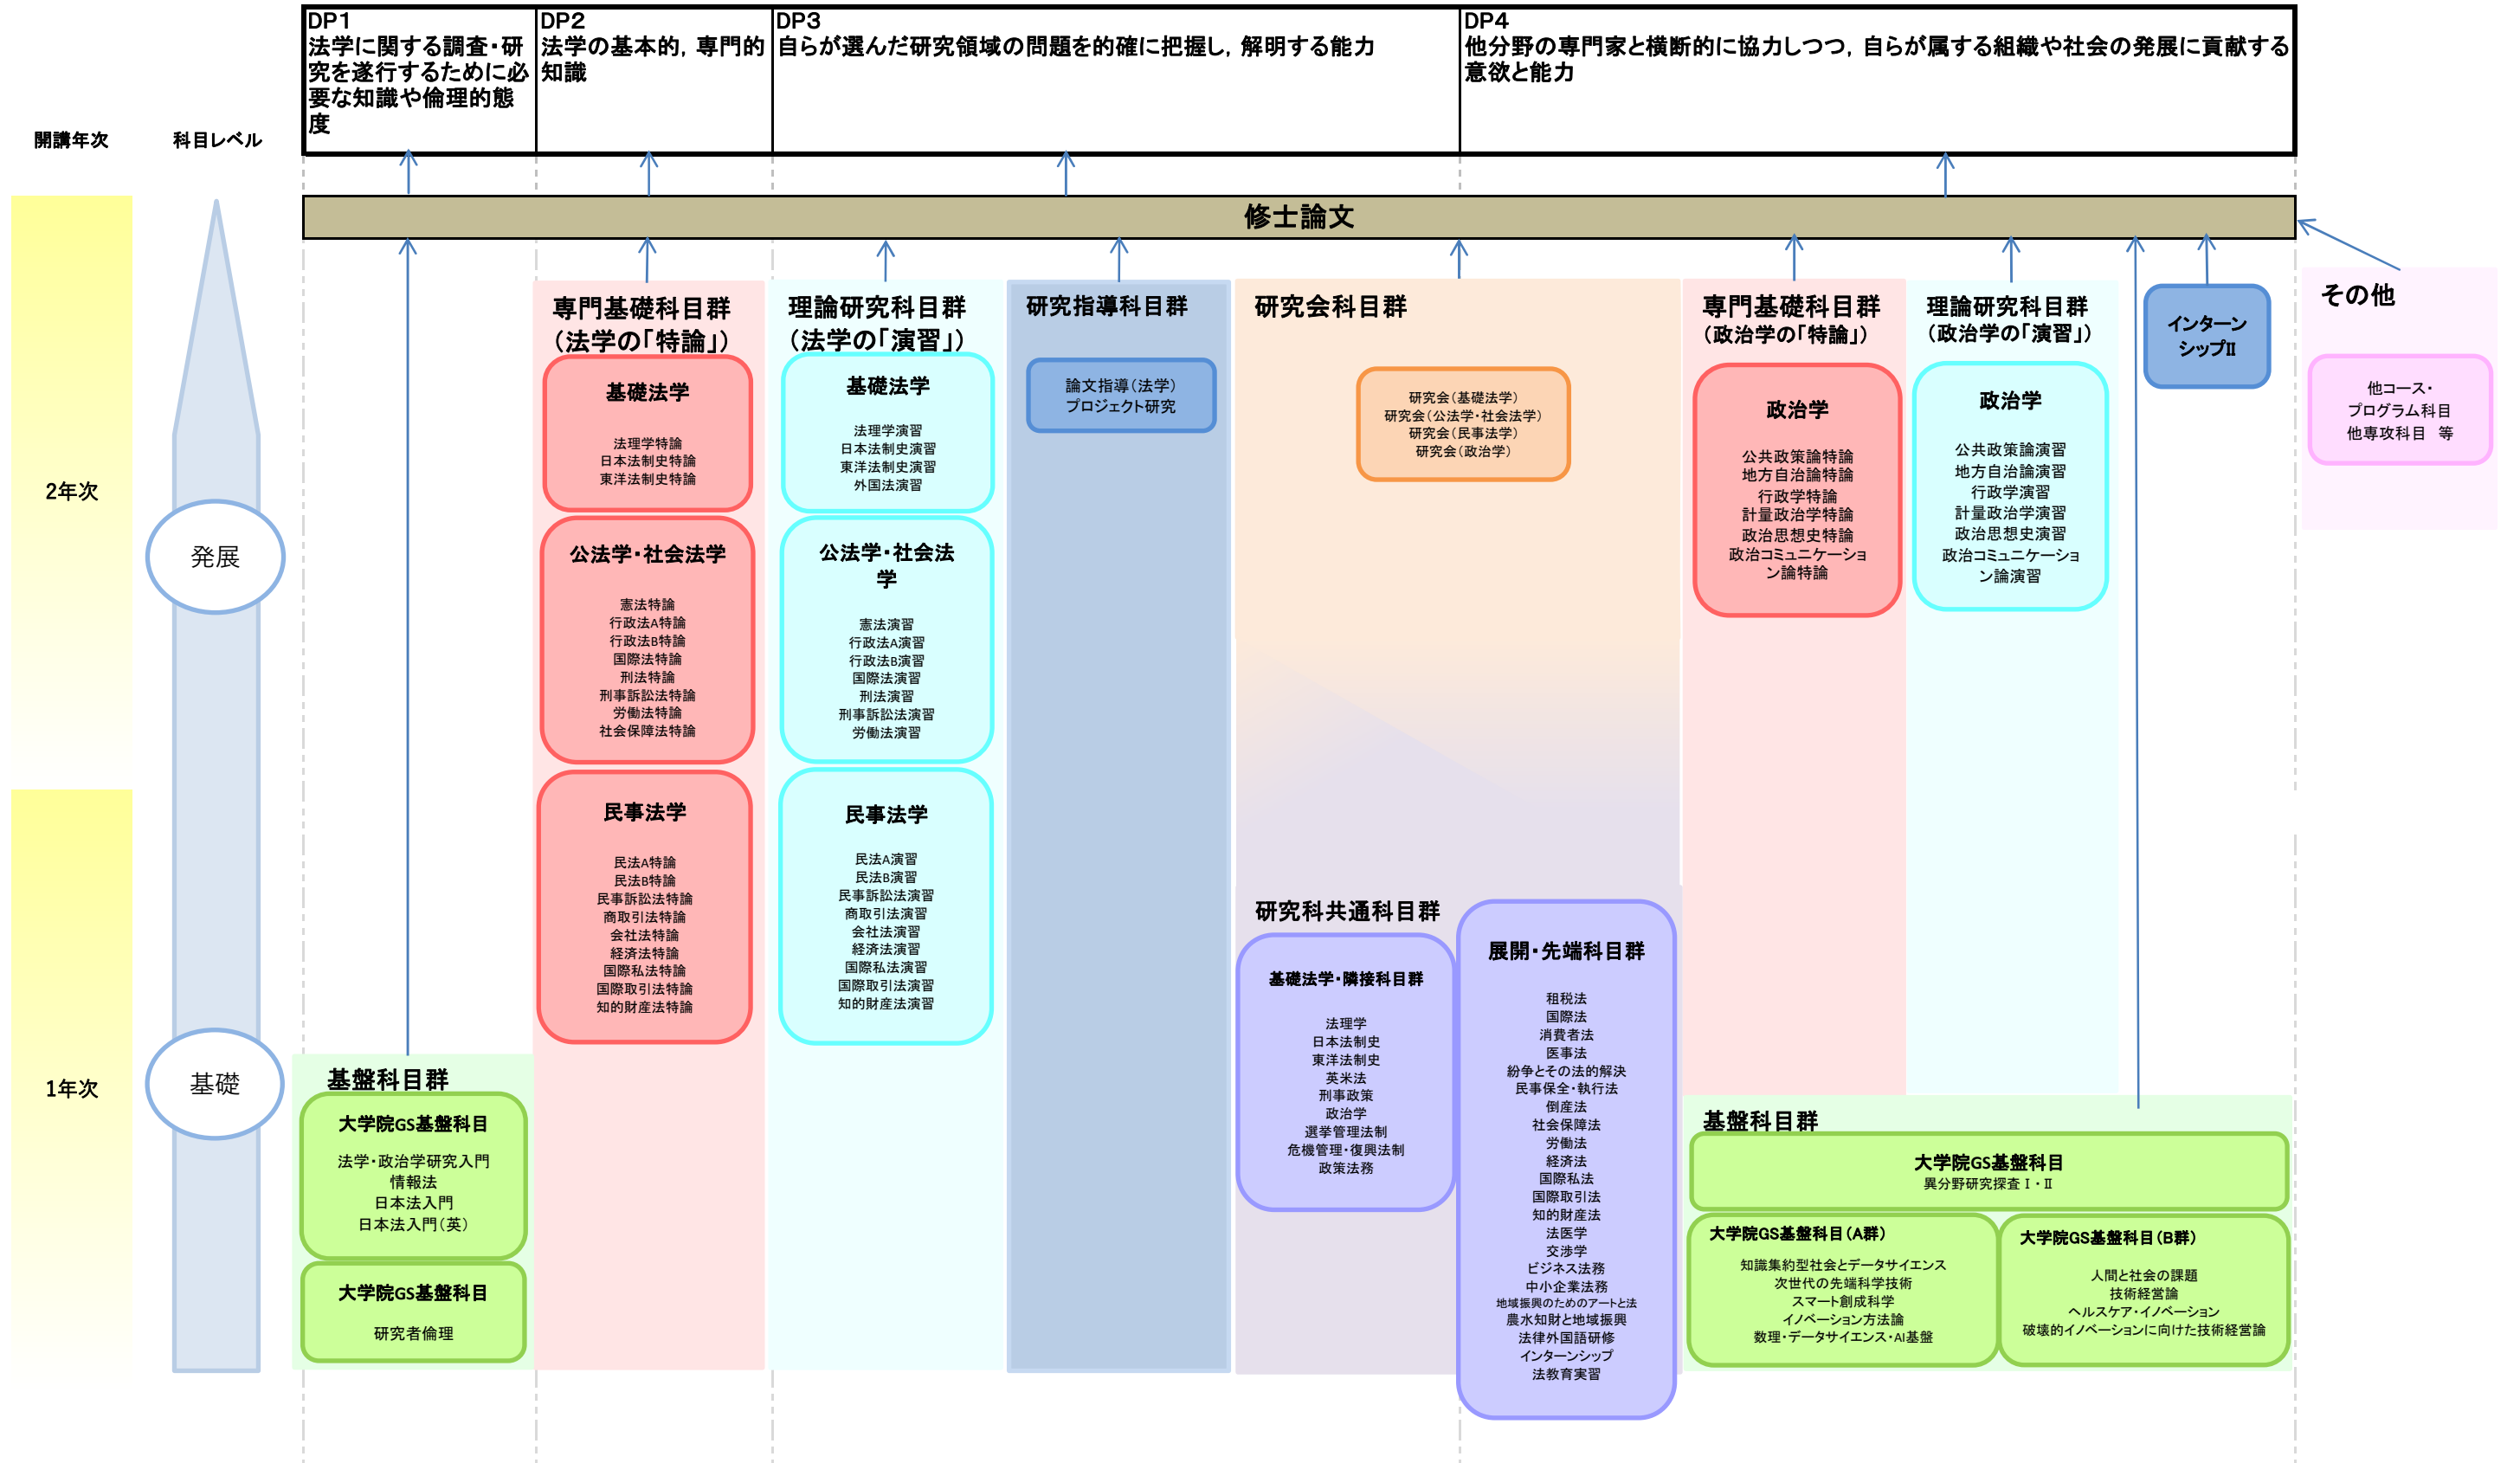 DP1
法学に関する調査・研
究を遂行するために必
要な知識や倫理的態
度
DP2
法学の基本的，専門的
知識
DP3
自らが選んだ研究領域の問題を的確に把握し，解明する能力
DP4
他分野の専門家と横断的に協力しつつ，自らが属する組織や社会の発展に貢献する
意欲と能力
開講年次
科目レベル
修士論文
2年次
1年次
発展
基礎
基盤科目群
大学院GS基盤科目
法学・政治学研究入門
情報法
日本法入門
日本法入門（英）
大学院GS基盤科目
研究者倫理
専門基礎科目群
（法学の「特論」）
基礎法学
法理学特論
日本法制史特論
東洋法制史特論
公法学・社会法学
憲法特論
行政法A特論
行政法B特論
国際法特論
刑法特論
刑事訴訟法特論
労働法特論
社会保障法特論
民事法学
民法A特論
民法B特論
民事訴訟法特論
商取引法特論
会社法特論
経済法特論
国際私法特論
国際取引法特論
知的財産法特論
理論研究科目群
（法学の「演習」）
基礎法学
法理学演習
日本法制史演習
東洋法制史演習
外国法演習
公法学・社会法
学
憲法演習
行政法A演習
行政法B演習
国際法演習
刑法演習
刑事訴訟法演習
労働法演習
民事法学
民法A演習
民法B演習
民事訴訟法演習
商取引法演習
会社法演習
経済法演習
国際私法演習
国際取引法演習
知的財産法演習
研究指導科目群
論文指導（法学）
プロジェクト研究
研究会科目群
研究会（基礎法学）
研究会（公法学・社会法学）
研究会（民事法学）
研究会（政治学）
研究科共通科目群
基礎法学・隣接科目群
法理学
日本法制史
東洋法制史
英米法
刑事政策
政治学
選挙管理法制
危機管理・復興法制
政策法務
展開・先端科目群
租税法
国際法
消費者法
医事法
紛争とその法的解決
民事保全・執行法
倒産法
社会保障法
労働法
経済法
国際私法
国際取引法
知的財産法
法医学
交渉学
ビジネス法務
中小企業法務
地域振興のためのアートと法
農水知財と地域振興
法律外国語研修
インターンシップ
法教育実習
専門基礎科目群
（政治学の「特論」）
政治学
公共政策論特論
地方自治論特論
行政学特論
計量政治学特論
政治思想史特論
政治コミュニケーショ
ン論特論
理論研究科目群
（政治学の「演習」）
政治学
公共政策論演習
地方自治論演習
行政学演習
計量政治学演習
政治思想史演習
政治コミュニケーショ
ン論演習
インターン
シップⅡ
その他
他コース・
プログラム科目
他専攻科目　等
基盤科目群
大学院GS基盤科目
異分野研究探査Ⅰ・Ⅱ
大学院GS基盤科目（A群）
知識集約型社会とデータサイエンス
次世代の先端科学技術
スマート創成科学
イノベーション方法論
数理・データサイエンス・AI基盤
大学院GS基盤科目（B群）
人間と社会の課題
技術経営論
ヘルスケア・イノベーション
破壊的イノベーションに向けた技術経営論